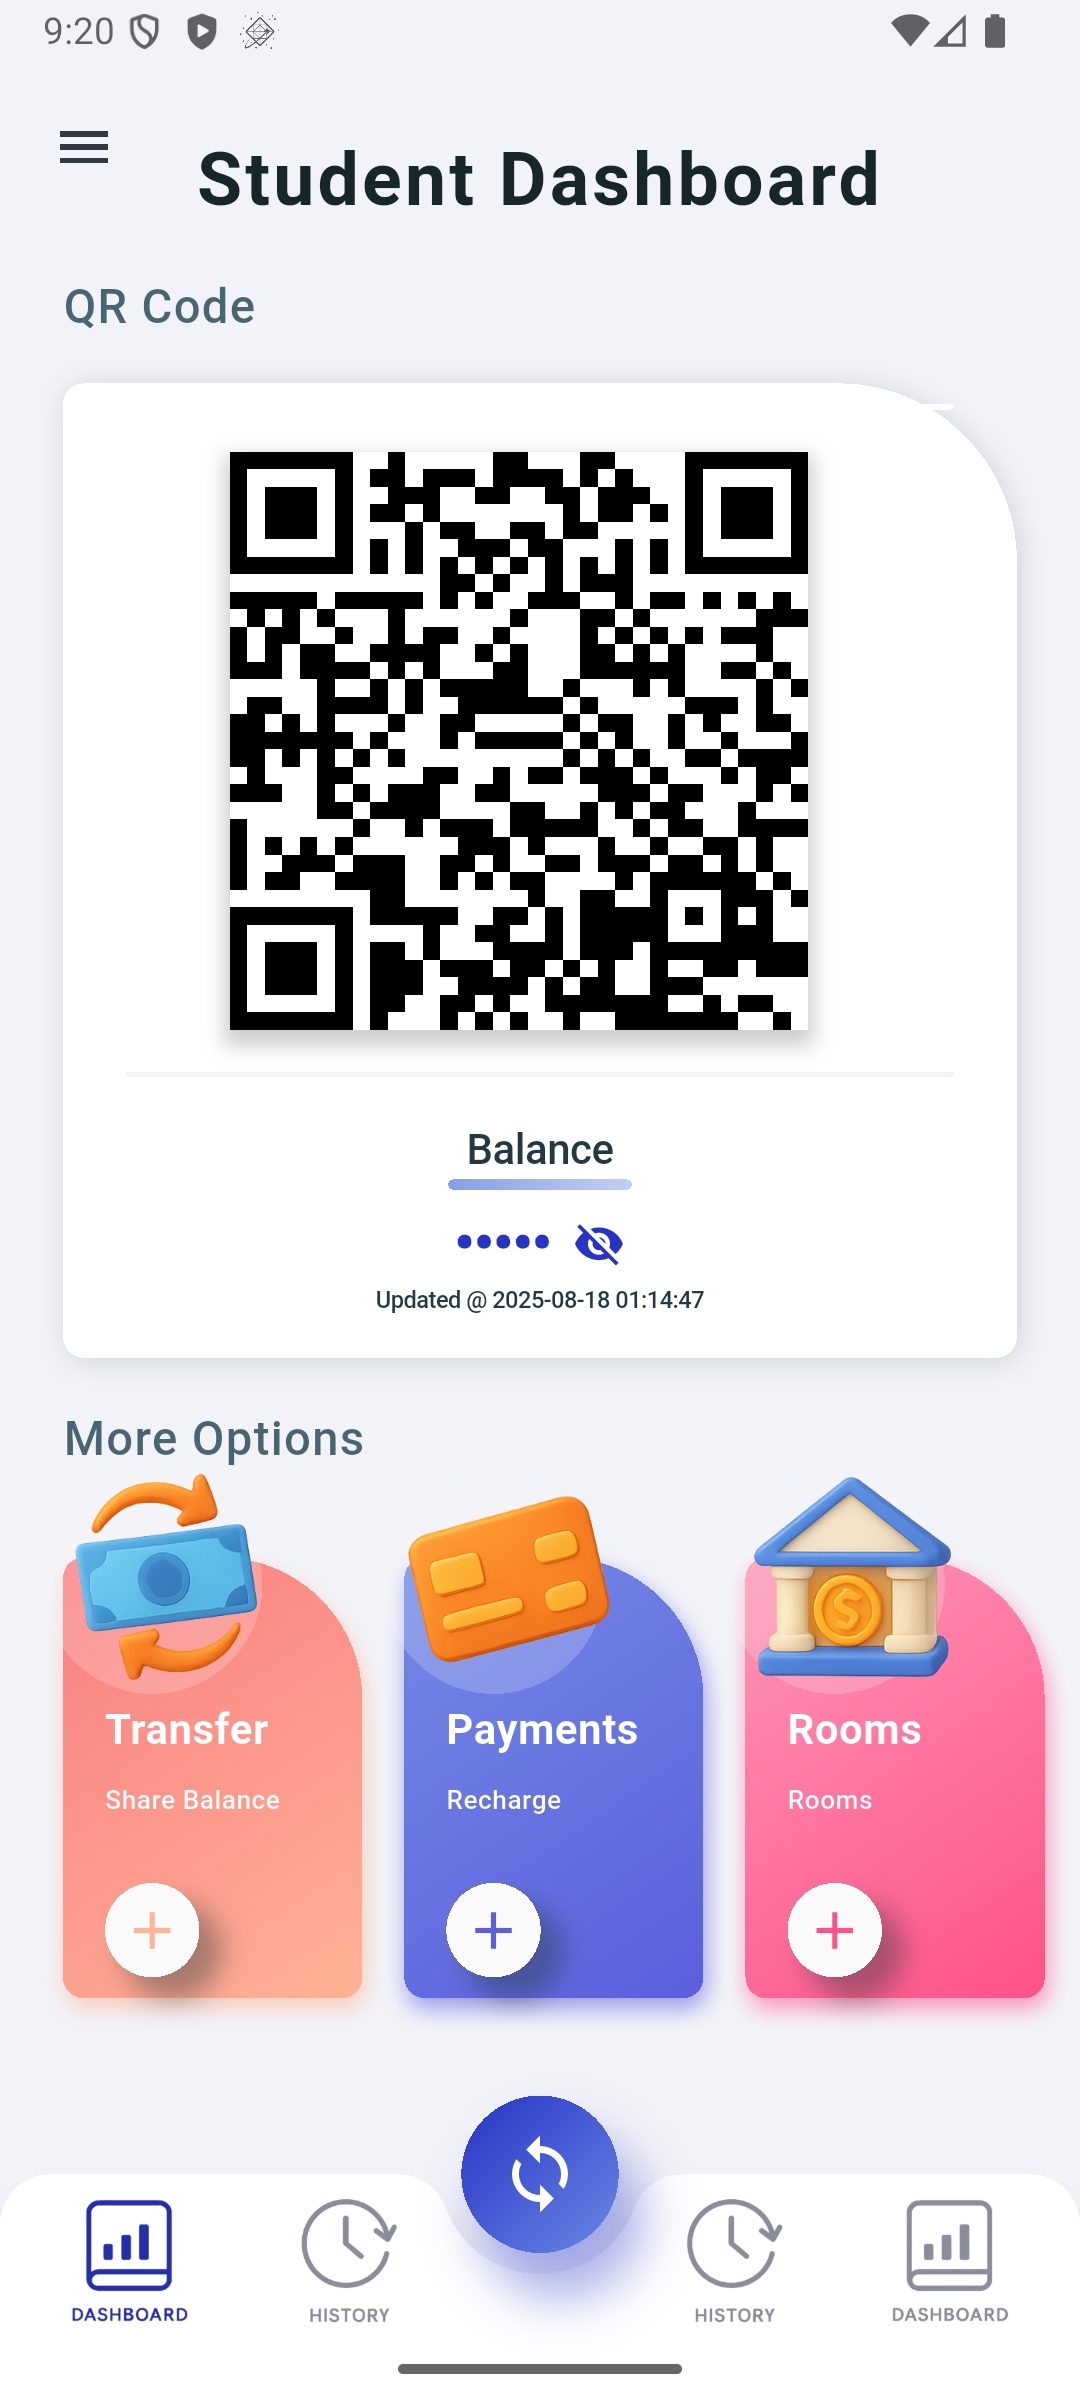 9:20
Student Dashboard
QR Code
Balance
•••••
Updated @ 2025-08-18 01:14:47
More Options
Transfer
Share Balance
Payments
Recharge
Rooms
Rooms
DASHBOARD
HISTORY
HISTORY
DASHBOARD